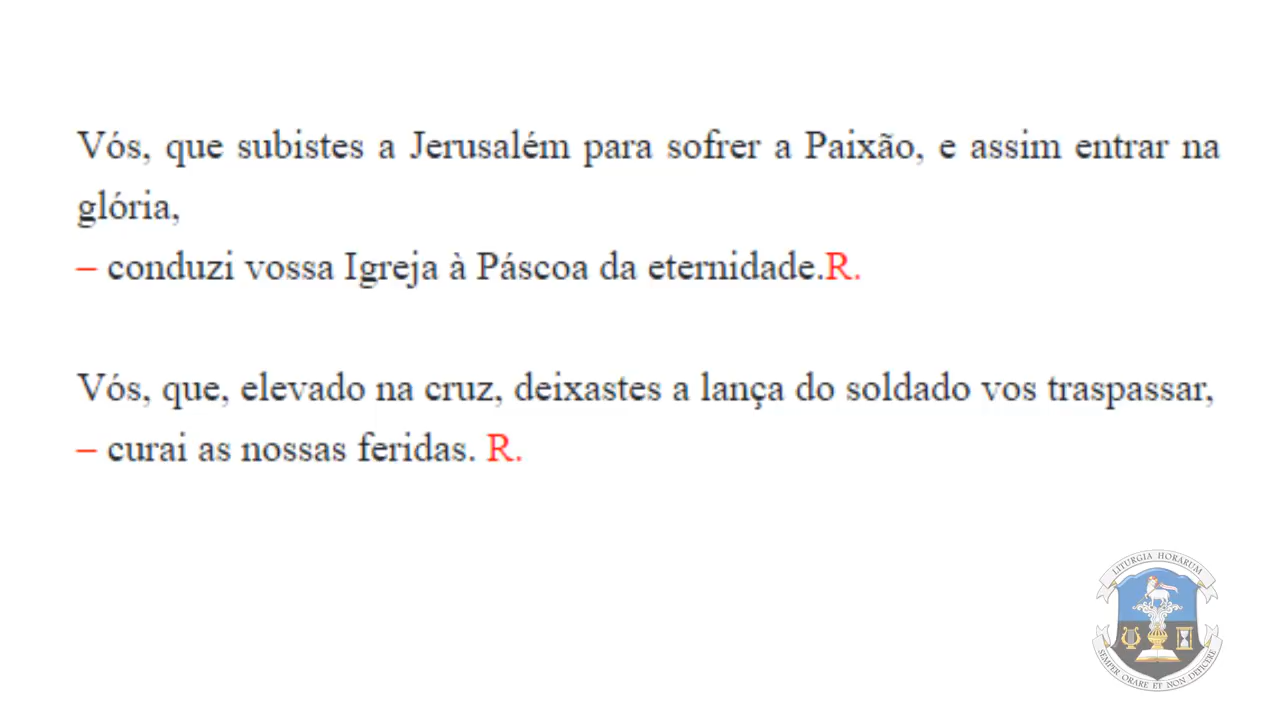 Vós, que subistes a Jerusalém para sofrer a Paixão, e assim entrar na
glória,
– conduzi vossa Igreja à Páscoa da eternidade.R.
Vós, que, elevado na cruz, deixastes a lança do soldado vos traspassar,
– curai as nossas feridas. R.
LITURGIA HORARUM
SEMPER ORARE ET NON DEFICERE